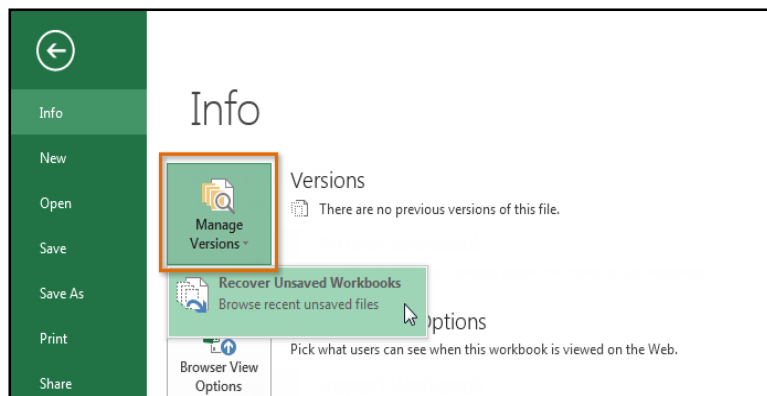 Info
New
Open
Save
Save As
Print
Share
Info
Manage
Versions
Versions
There are no previous versions of this file.
Recover Unsaved Workbooks
Browse recent unsaved files
Options
Pick what users can see when this workbook is viewed on the Web.
Browser View
Options